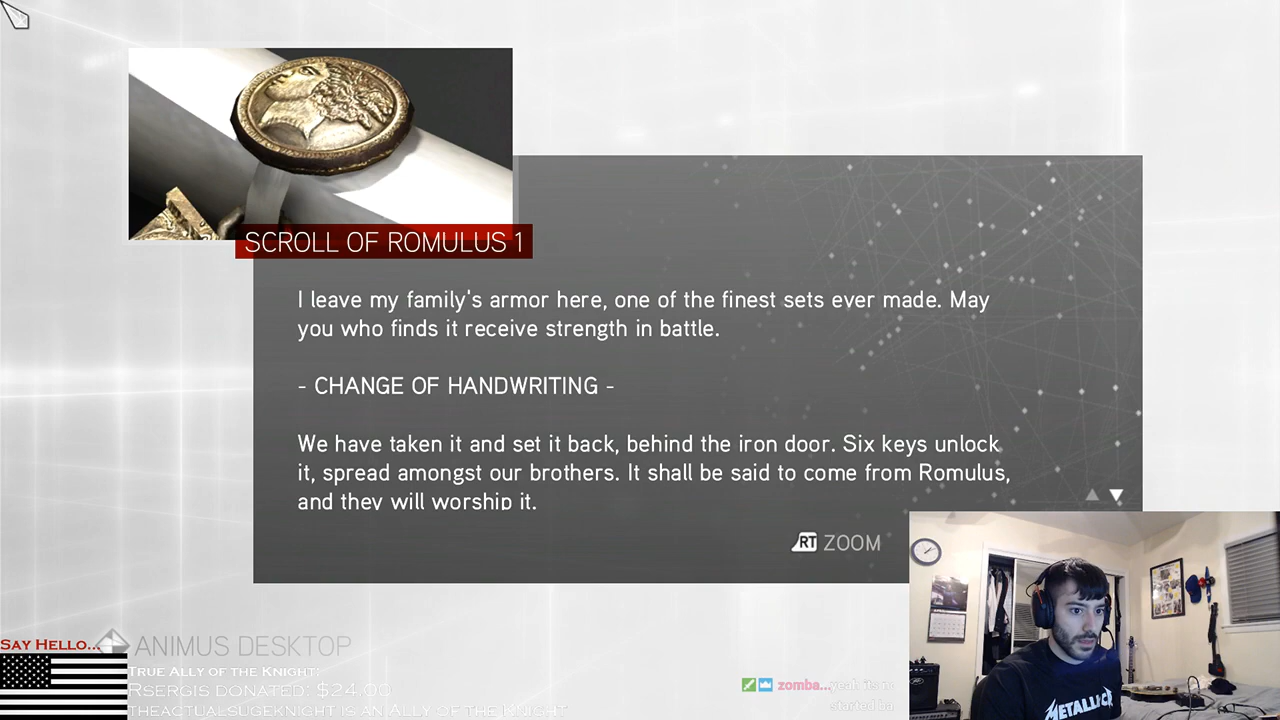 SCROLL OF ROMULUS 1
I leave my family's armor here, one of the finest sets ever made. May
you who finds it receive strength in battle.
- CHANGE OF HANDWRITING -
We have taken it and set it back, behind the iron door. Six keys unlock
it, spread amongst our brothers. It shall be said to come from Romulus,
and they will worship it.
RT ZOOM
SAY HELLO...
ANIMUS DESKTOP
TRUE ALLY OF THE KNIGHT:
RSERGIS DONATED: $24.00
THEACTUALSUGEKNIGHT IS AN ALLY OF THE KNIGHT
zomba... yeah its
started ba
METALLICA